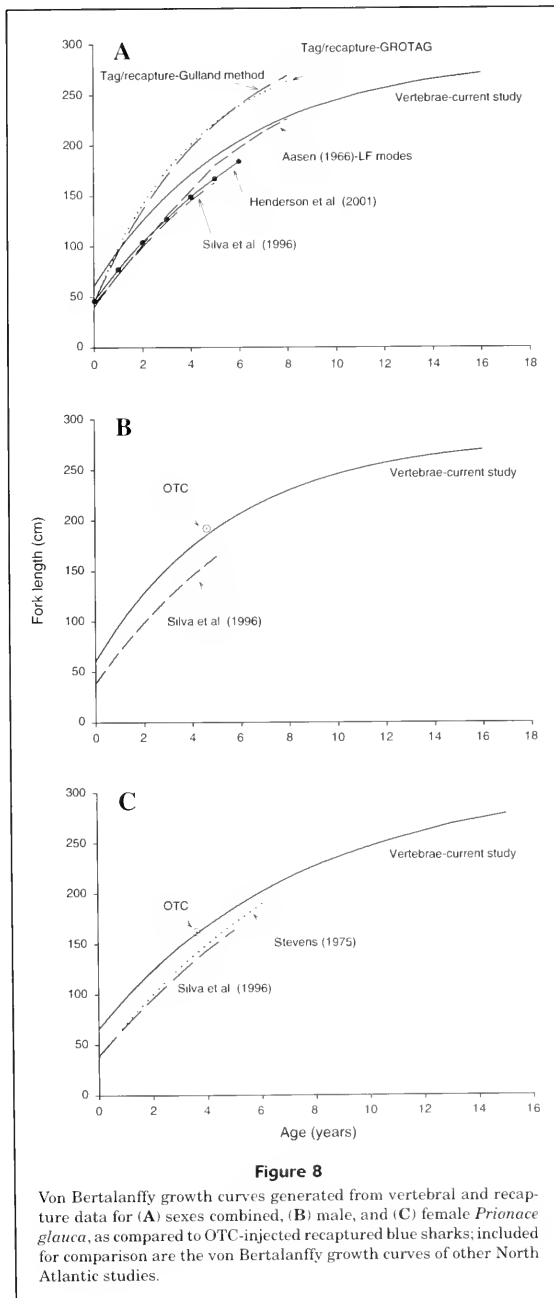 A
Tag/recapture-GROTAG
Tag/recapture-Gulland method
Vertebrae-current study
Aasen (1966)-LF modes
Henderson et al (2001)
Silva et al (1996)
300
250
200
150
100
50
0
0 2 4 6 8 10 12 14 16 18
B
OTC
Vertebrae-current study
Silva et al (1996)
Fork length (cm)
300
250
200
150
100
50
0
0 2 4 6 8 10 12 14 16 18
C
Vertebrae-current study
OTC
Stevens (1975)
Silva et al (1996)
300
250
200
150
100
50
0
0 2 4 6 8 10 12 14 16
Age (years)
Figure 8
Von Bertalanffy growth curves generated from vertebral and recap-
ture data for (A) sexes combined, (B) male, and (C) female Prionace
glauca, as compared to OTC-injected recaptured blue sharks; included
for comparison are the von Bertalanffy growth curves of other North
Atlantic studies.